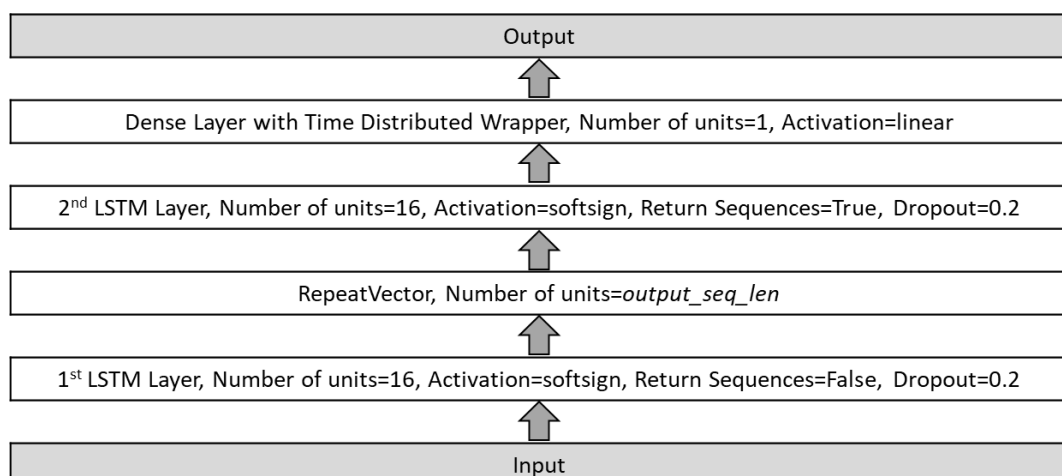 Output
Dense Layer with Time Distributed Wrapper, Number of units=1, Activation=linear
2nd LSTM Layer, Number of units=16, Activation=softsign, Return Sequences=True, Dropout=0.2
RepeatVector, Number of units=output_seq_len
1st LSTM Layer, Number of units=16, Activation=softsign, Return Sequences=False, Dropout=0.2
Input